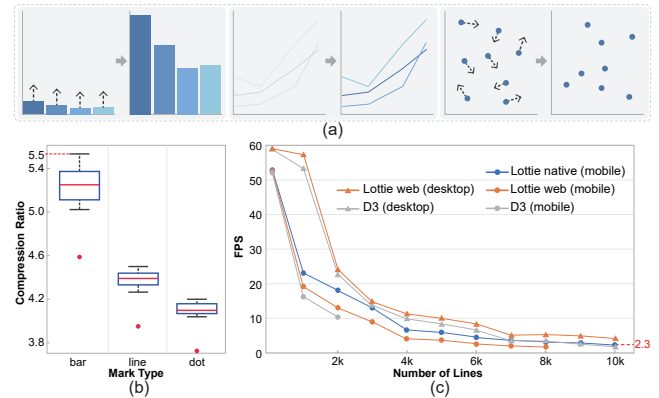 (a)
5.5
5.4
5.0
4.6
4.2
3.8
Compression Ratio
bar
line
dot
Mark Type
(b)
60
50
40
30
20
10
0
FPS
Lottie native (mobile)
Lottie web (desktop)
Lottie web (mobile)
D3 (desktop)
D3 (mobile)
2k
4k
6k
8k
10k
2.3
Number of Lines
(c)